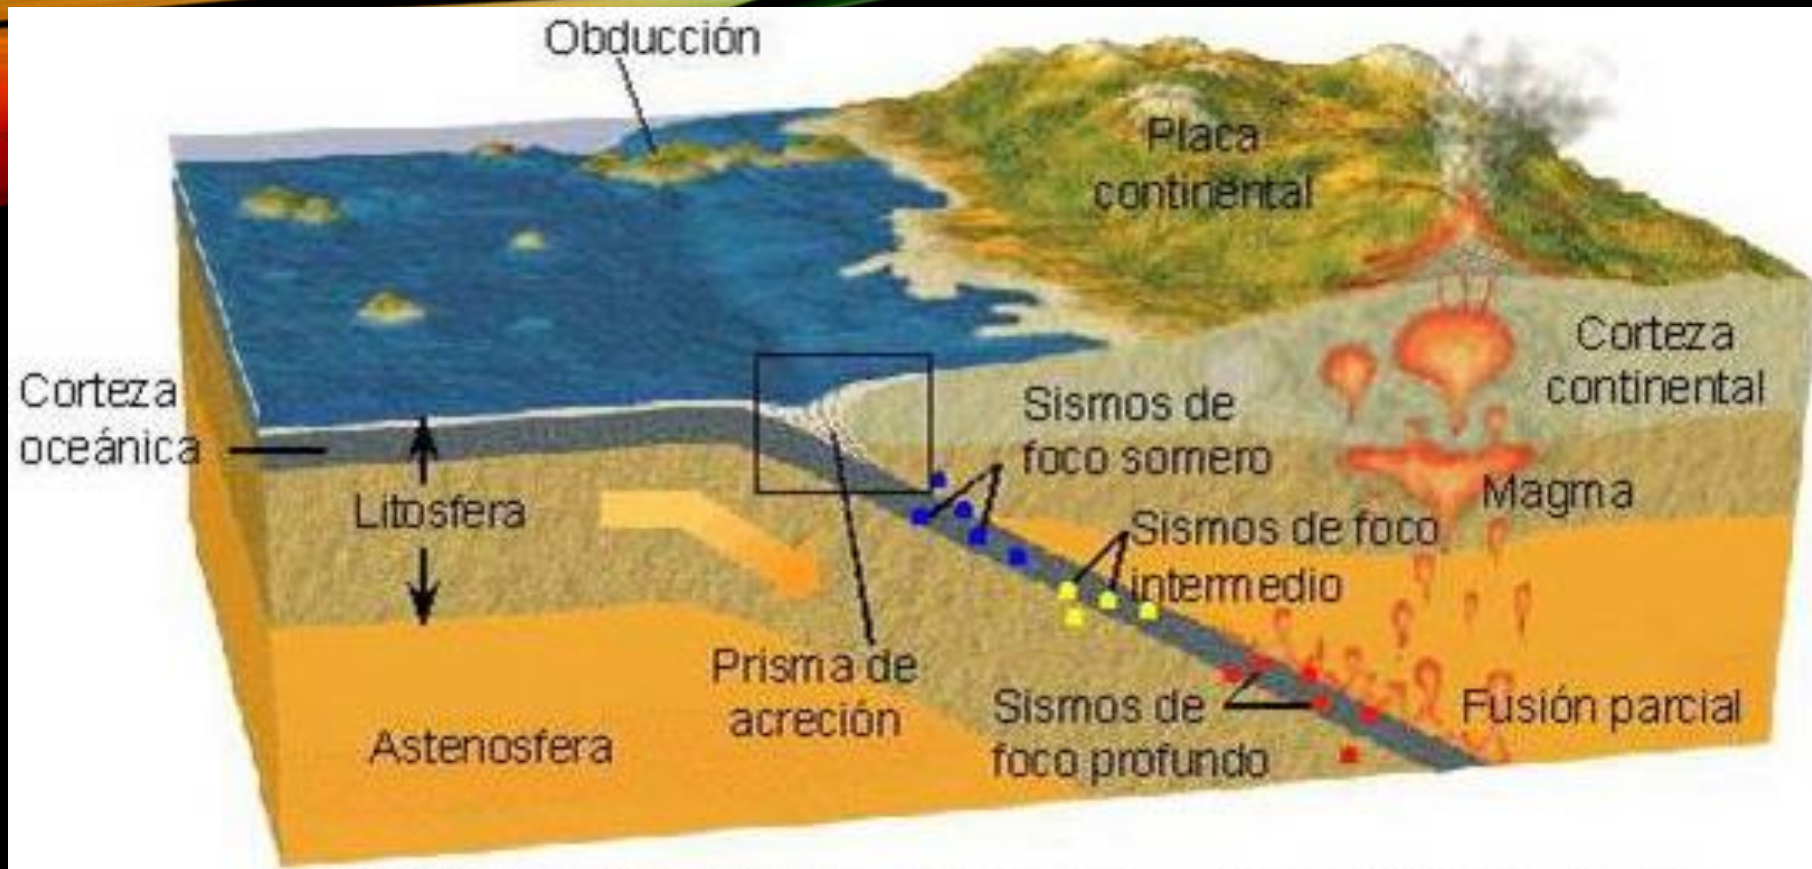 Obducción
Placa
continental
Corteza
oceánica
Corteza
continental
Sismos de
foco somero
Litosfera
Magma
Sismos de foco
intermedio
Prisma de
acreción
Sismos de
foco profundo
Fusión parcial
Astenosfera